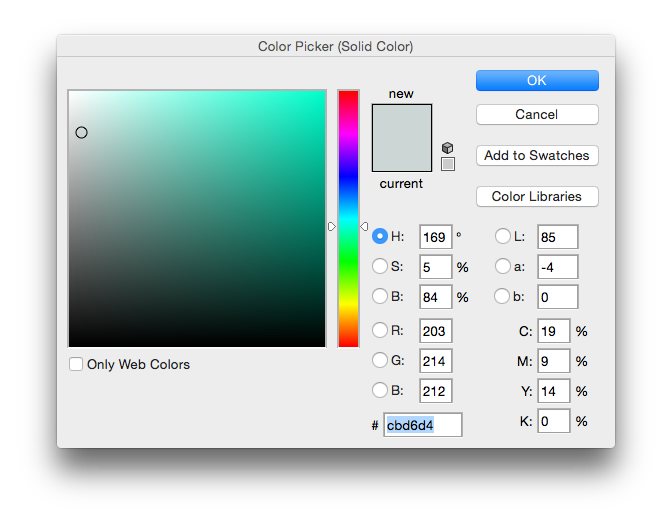 Color Picker (Solid Color)
new
current
OK
Cancel
Add to Swatches
Color Libraries
H: 169 °
S: 5 %
B: 84 %
R: 203
G: 214
B: 212
# cbd6d4
L: 85
a: -4
b: 0
C: 19 %
M: 9 %
Y: 14 %
K: 0 %
Only Web Colors